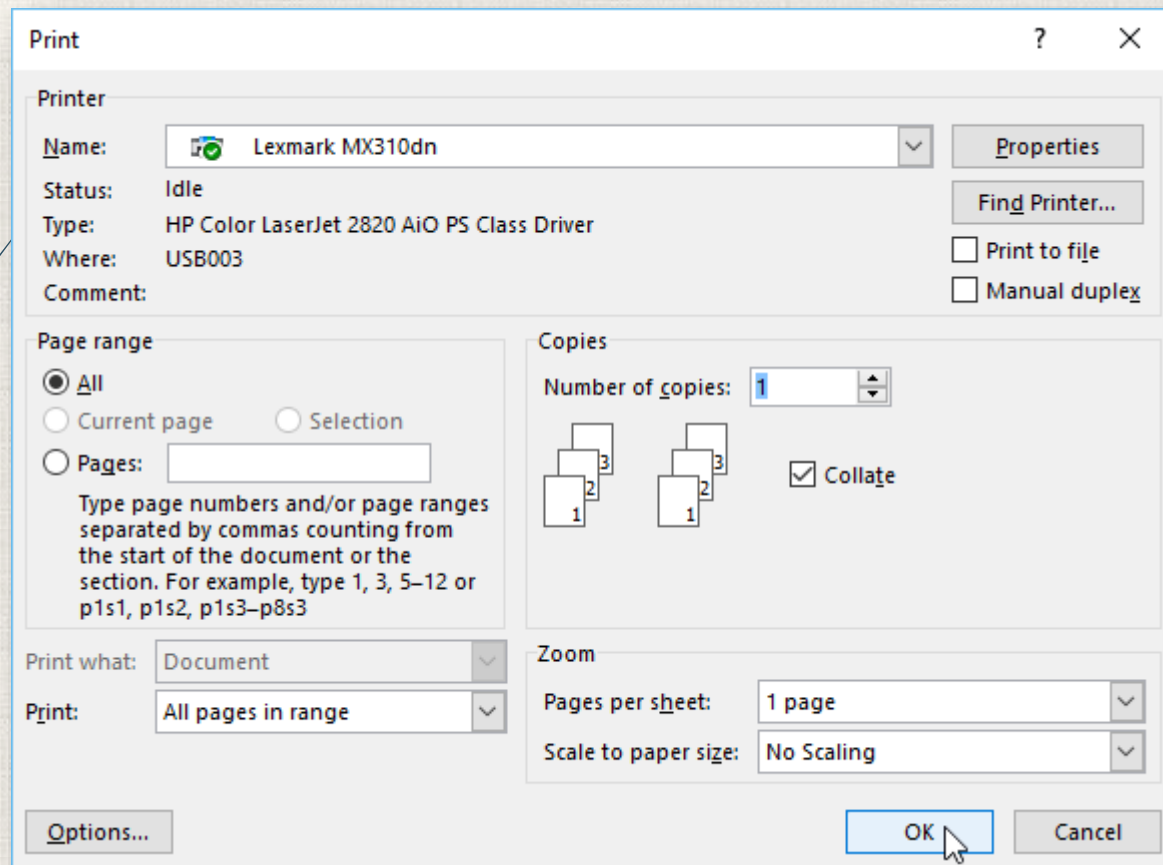 Print ?
Printer
Name: Lexmark MX310dn Properties
Status: Idle Find Printer...
Type: HP Color LaserJet 2820 AiO PS Class Driver
Where: USB003 Print to file
Comment: Manual duplex
Page range
All
Current page Selection
Pages:
Type page numbers and/or page ranges
separated by commas counting from
the start of the document or the
section. For example, type 1, 3, 5–12 or
p1s1, p1s2, p1s3–p8s3
Copies
Number of copies: 1
3 3
2 2
1 1
Collate
Print what: Document
Print: All pages in range
Zoom
Pages per sheet: 1 page
Scale to paper size: No Scaling
Options... OK Cancel